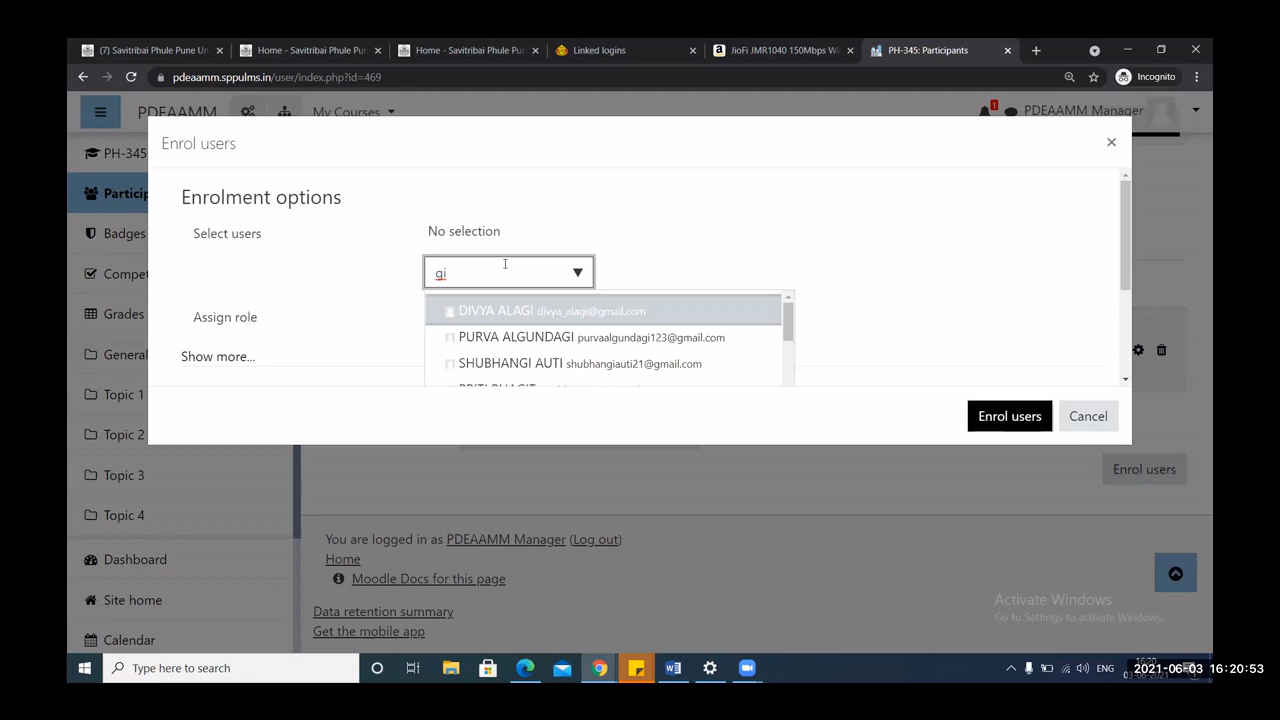 (7) Savitribai Phule Pune Un
Home - Savitribai Phule Pun
Home - Savitribai Phule Pun
Linked logins
JioFi JMR1040 150Mbps Wi
PH-345: Participants
pdeaamm.sppulms.in/user/index.php?id=469
Incognito
PDEAAMM
My Courses
1
PDEAAMM Manager
Enrol users
PH-345
Particip
Badges
Compet
Grades
General
Topic 1
Topic 2
Topic 3
Topic 4
Dashboard
Site home
Calendar
Enrolment options
Select users
No selection
gi
DIVYA ALAGI divya_alagi@gmail.com
PURVA ALGUNDAGI purvaalgundagi123@gmail.com
SHUBHANGI AUTI shubhangiauti21@gmail.com
Assign role
Show more...
Enrol users
Cancel
Enrol users
You are logged in as PDEAAMM Manager (Log out)
Home
Moodle Docs for this page
Data retention summary
Get the mobile app
Activate Windows
Go to Settings to activate Windows.
Type here to search
ENG
2021-06-03 16:20:53